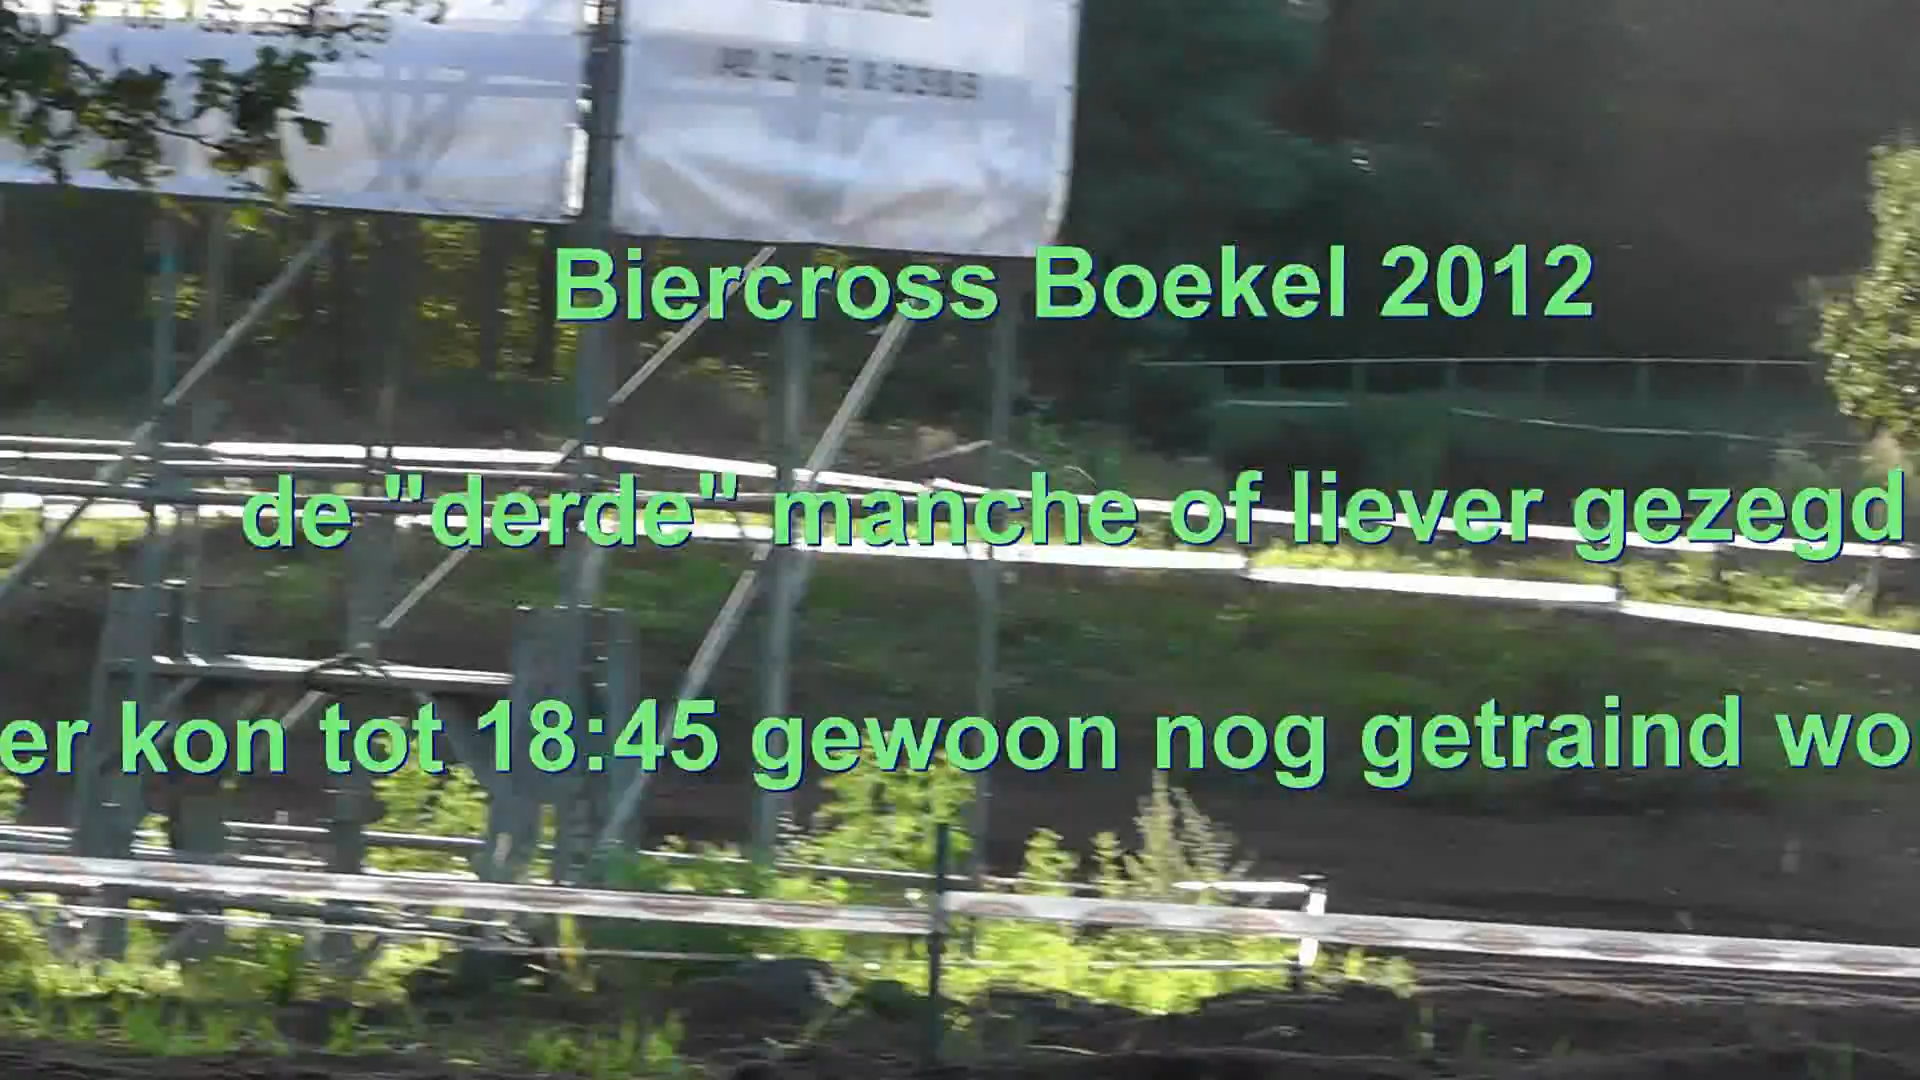 Biercross Boekel 2012
de "derde" manche of liever gezegd
er kon tot 18:45 gewoon nog getraind wo